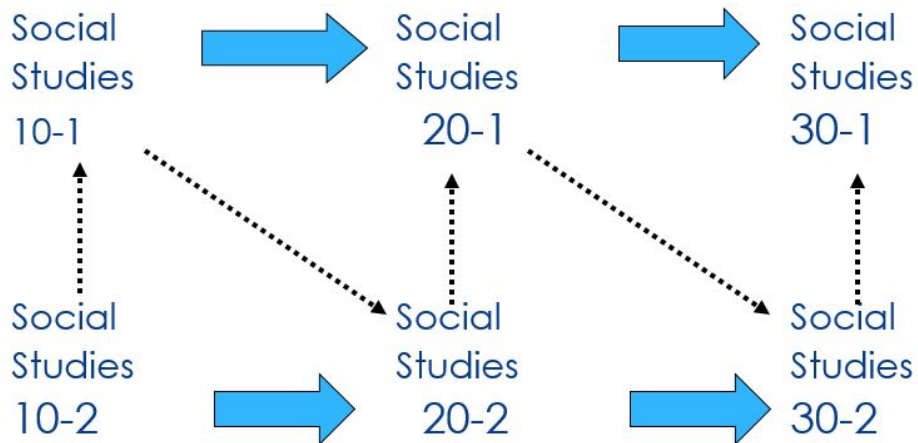 Social
Studies
10-1
Social
Studies
20-1
Social
Studies
30-1
Social
Studies
10-2
Social
Studies
20-2
Social
Studies
30-2